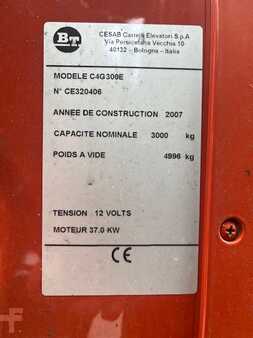 BT
CESAB Carrelli Elevatori S.p.A
Via Persicetana Vecchia 10
40132 - Bologna - Italia
MODELE C4G300E
N° CE320406
ANNEE DE CONSTRUCTION 2007
CAPACITE NOMINALE 3000 kg
POIDS A VIDE 4996 kg
TENSION 12 VOLTS
MOTEUR 37.0 KW
CE